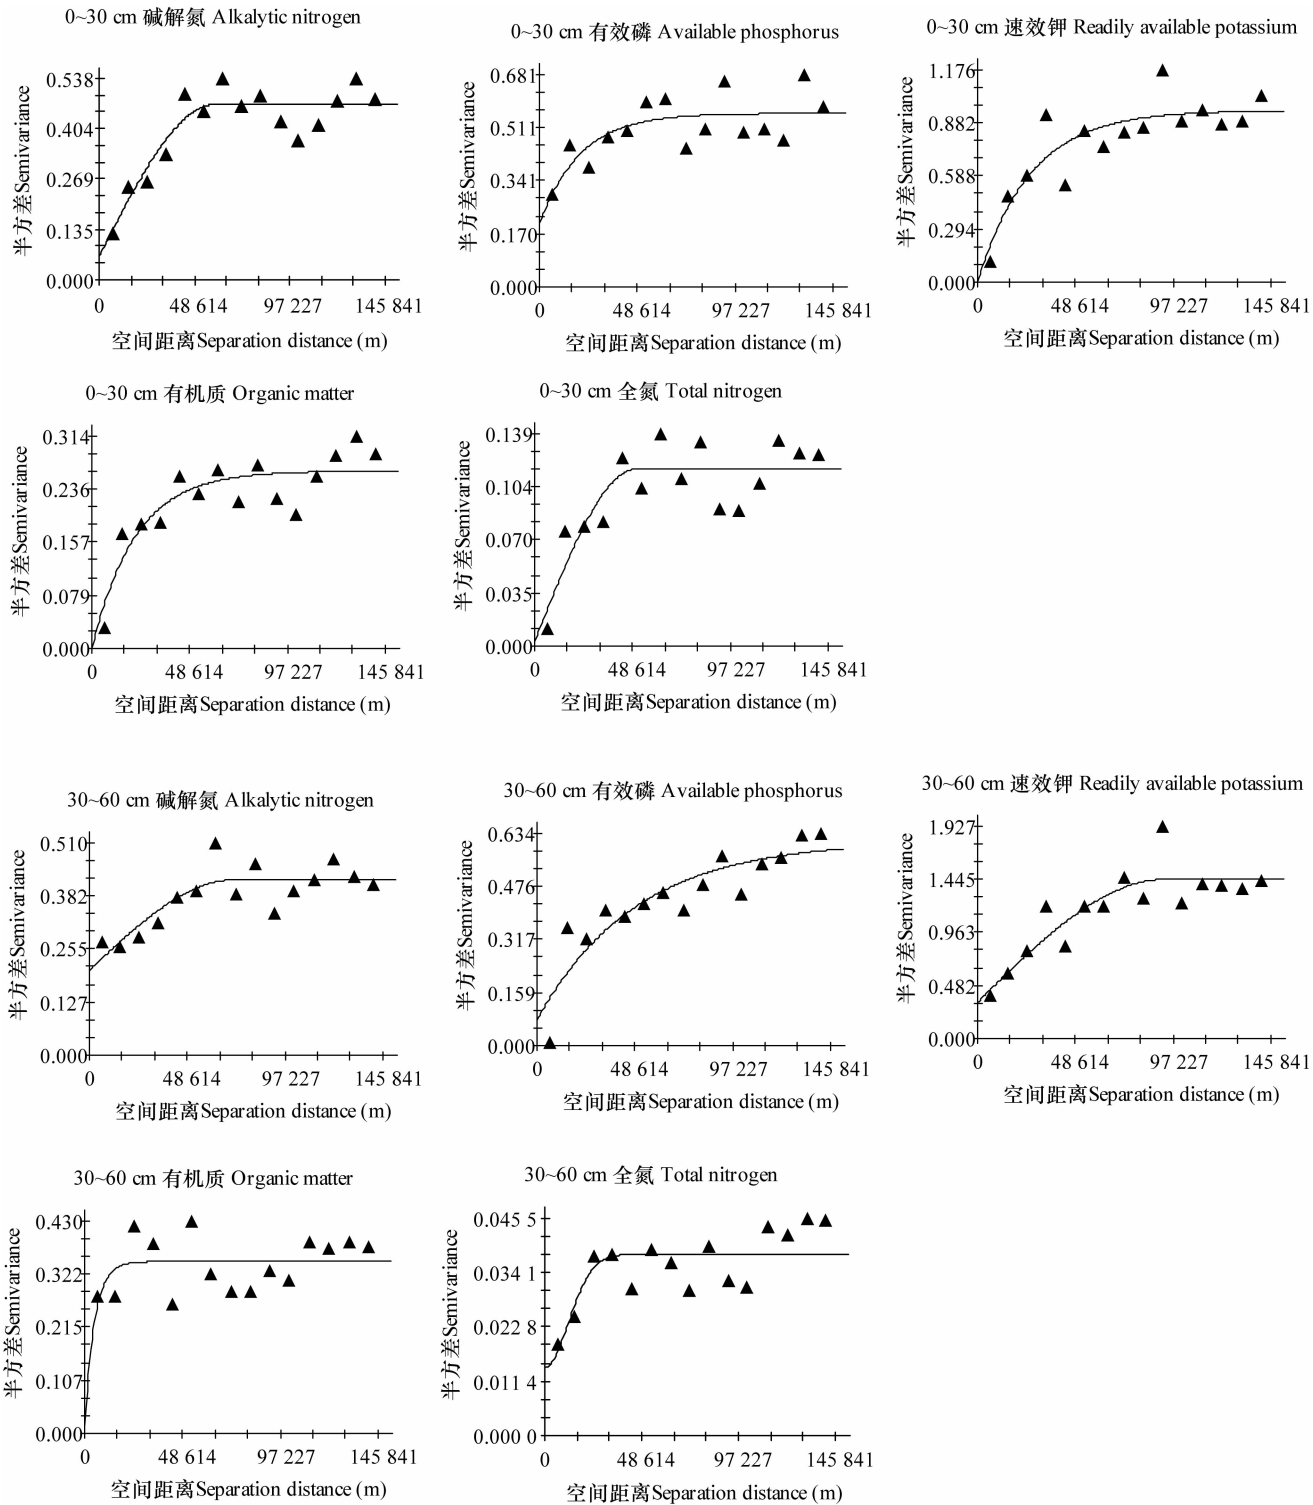 0~30 cm 碱解氮 Alkalytic nitrogen
0.538
0.404
0.269
0.135
0.000
半方差Semivariance
0 48 614 97 227 145 841
空间距离Separation distance (m)
0~30 cm 有效磷 Available phosphorus
0.681
0.511
0.341
0.170
0.000
半方差Semivariance
0 48 614 97 227 145 841
空间距离Separation distance (m)
0~30 cm 速效钾 Readily available potassium
1.176
0.882
0.588
0.294
0.000
半方差Semivariance
0 48 614 97 227 145 841
空间距离Separation distance (m)
0~30 cm 有机质 Organic matter
0.314
0.236
0.157
0.079
0.000
半方差Semivariance
0 48 614 97 227 145 841
空间距离Separation distance (m)
0~30 cm 全氮 Total nitrogen
0.139
0.104
0.070
0.035
0.000
半方差Semivariance
0 48 614 97 227 145 841
空间距离Separation distance (m)
30~60 cm 碱解氮 Alkalytic nitrogen
0.510
0.382
0.255
0.127
0.000
半方差Semivariance
0 48 614 97 227 145 841
空间距离Separation distance (m)
30~60 cm 有效磷 Available phosphorus
0.634
0.476
0.317
0.159
0.000
半方差Semivariance
0 48 614 97 227 145 841
空间距离Separation distance (m)
30~60 cm 速效钾 Readily available potassium
1.927
1.445
0.963
0.482
0.000
半方差Semivariance
0 48 614 97 227 145 841
空间距离Separation distance (m)
30~60 cm 有机质 Organic matter
0.430
0.322
0.215
0.107
0.000
半方差Semivariance
0 48 614 97 227 145 841
空间距离Separation distance (m)
30~60 cm 全氮 Total nitrogen
0.045 5
0.034 1
0.022 8
0.011 4
0.000 0
半方差Semivariance
0 48 614 97 227 145 841
空间距离Separation distance (m)